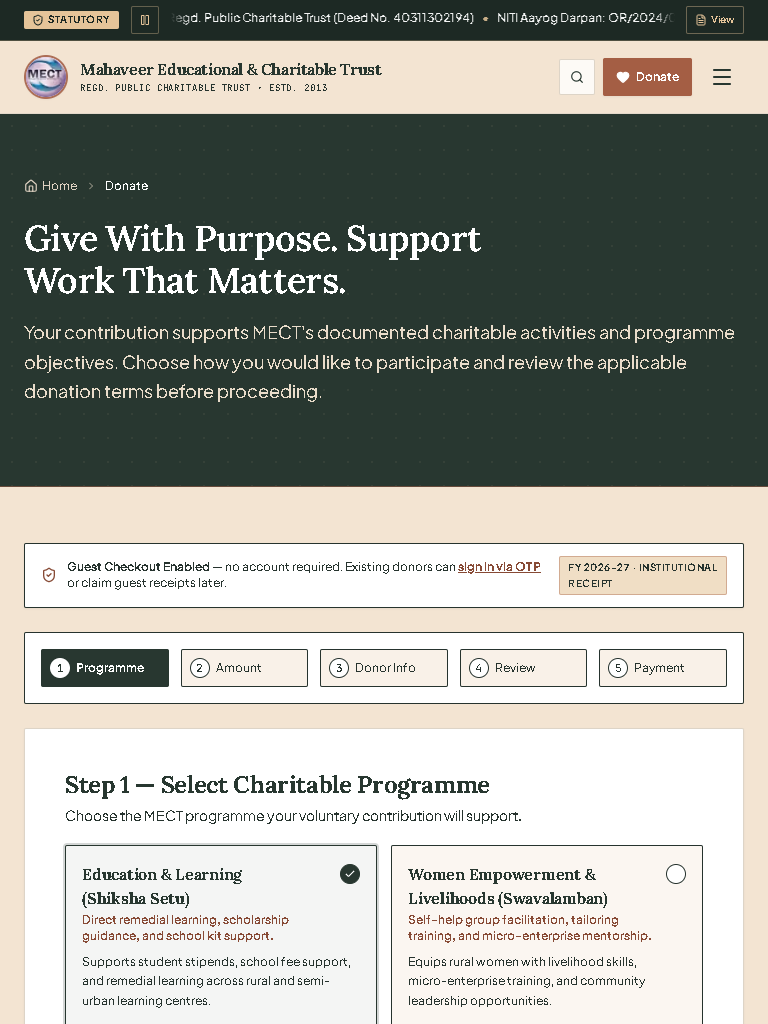 STATUTORY
egd. Public Charitable Trust (Deed No. 40311302194) • NITI Aayog Darpan: OR/2024/
View
MECT
Mahaveer Educational & Charitable Trust
REGD. PUBLIC CHARITABLE TRUST • ESTD. 2013
Donate
Home > Donate
Give With Purpose. Support
Work That Matters.
Your contribution supports MECT's documented charitable activities and programme
objectives. Choose how you would like to participate and review the applicable
donation terms before proceeding.
Guest Checkout Enabled — no account required. Existing donors can sign in via OTP
or claim guest receipts later.
FY 2026-27 · INSTITUTIONAL
RECEIPT
1 Programme
2 Amount
3 Donor Info
4 Review
5 Payment
Step 1 — Select Charitable Programme
Choose the MECT programme your voluntary contribution will support.
Education & Learning
(Shiksha Setu)
Direct remedial learning, scholarship
guidance, and school kit support.
Supports student stipends, school fee support,
and remedial learning across rural and semi-
urban learning centres.
Women Empowerment &
Livelihoods (Swavalamban)
Self-help group facilitation, tailoring
training, and micro-enterprise mentorship.
Equips rural women with livelihood skills,
micro-enterprise training, and community
leadership opportunities.